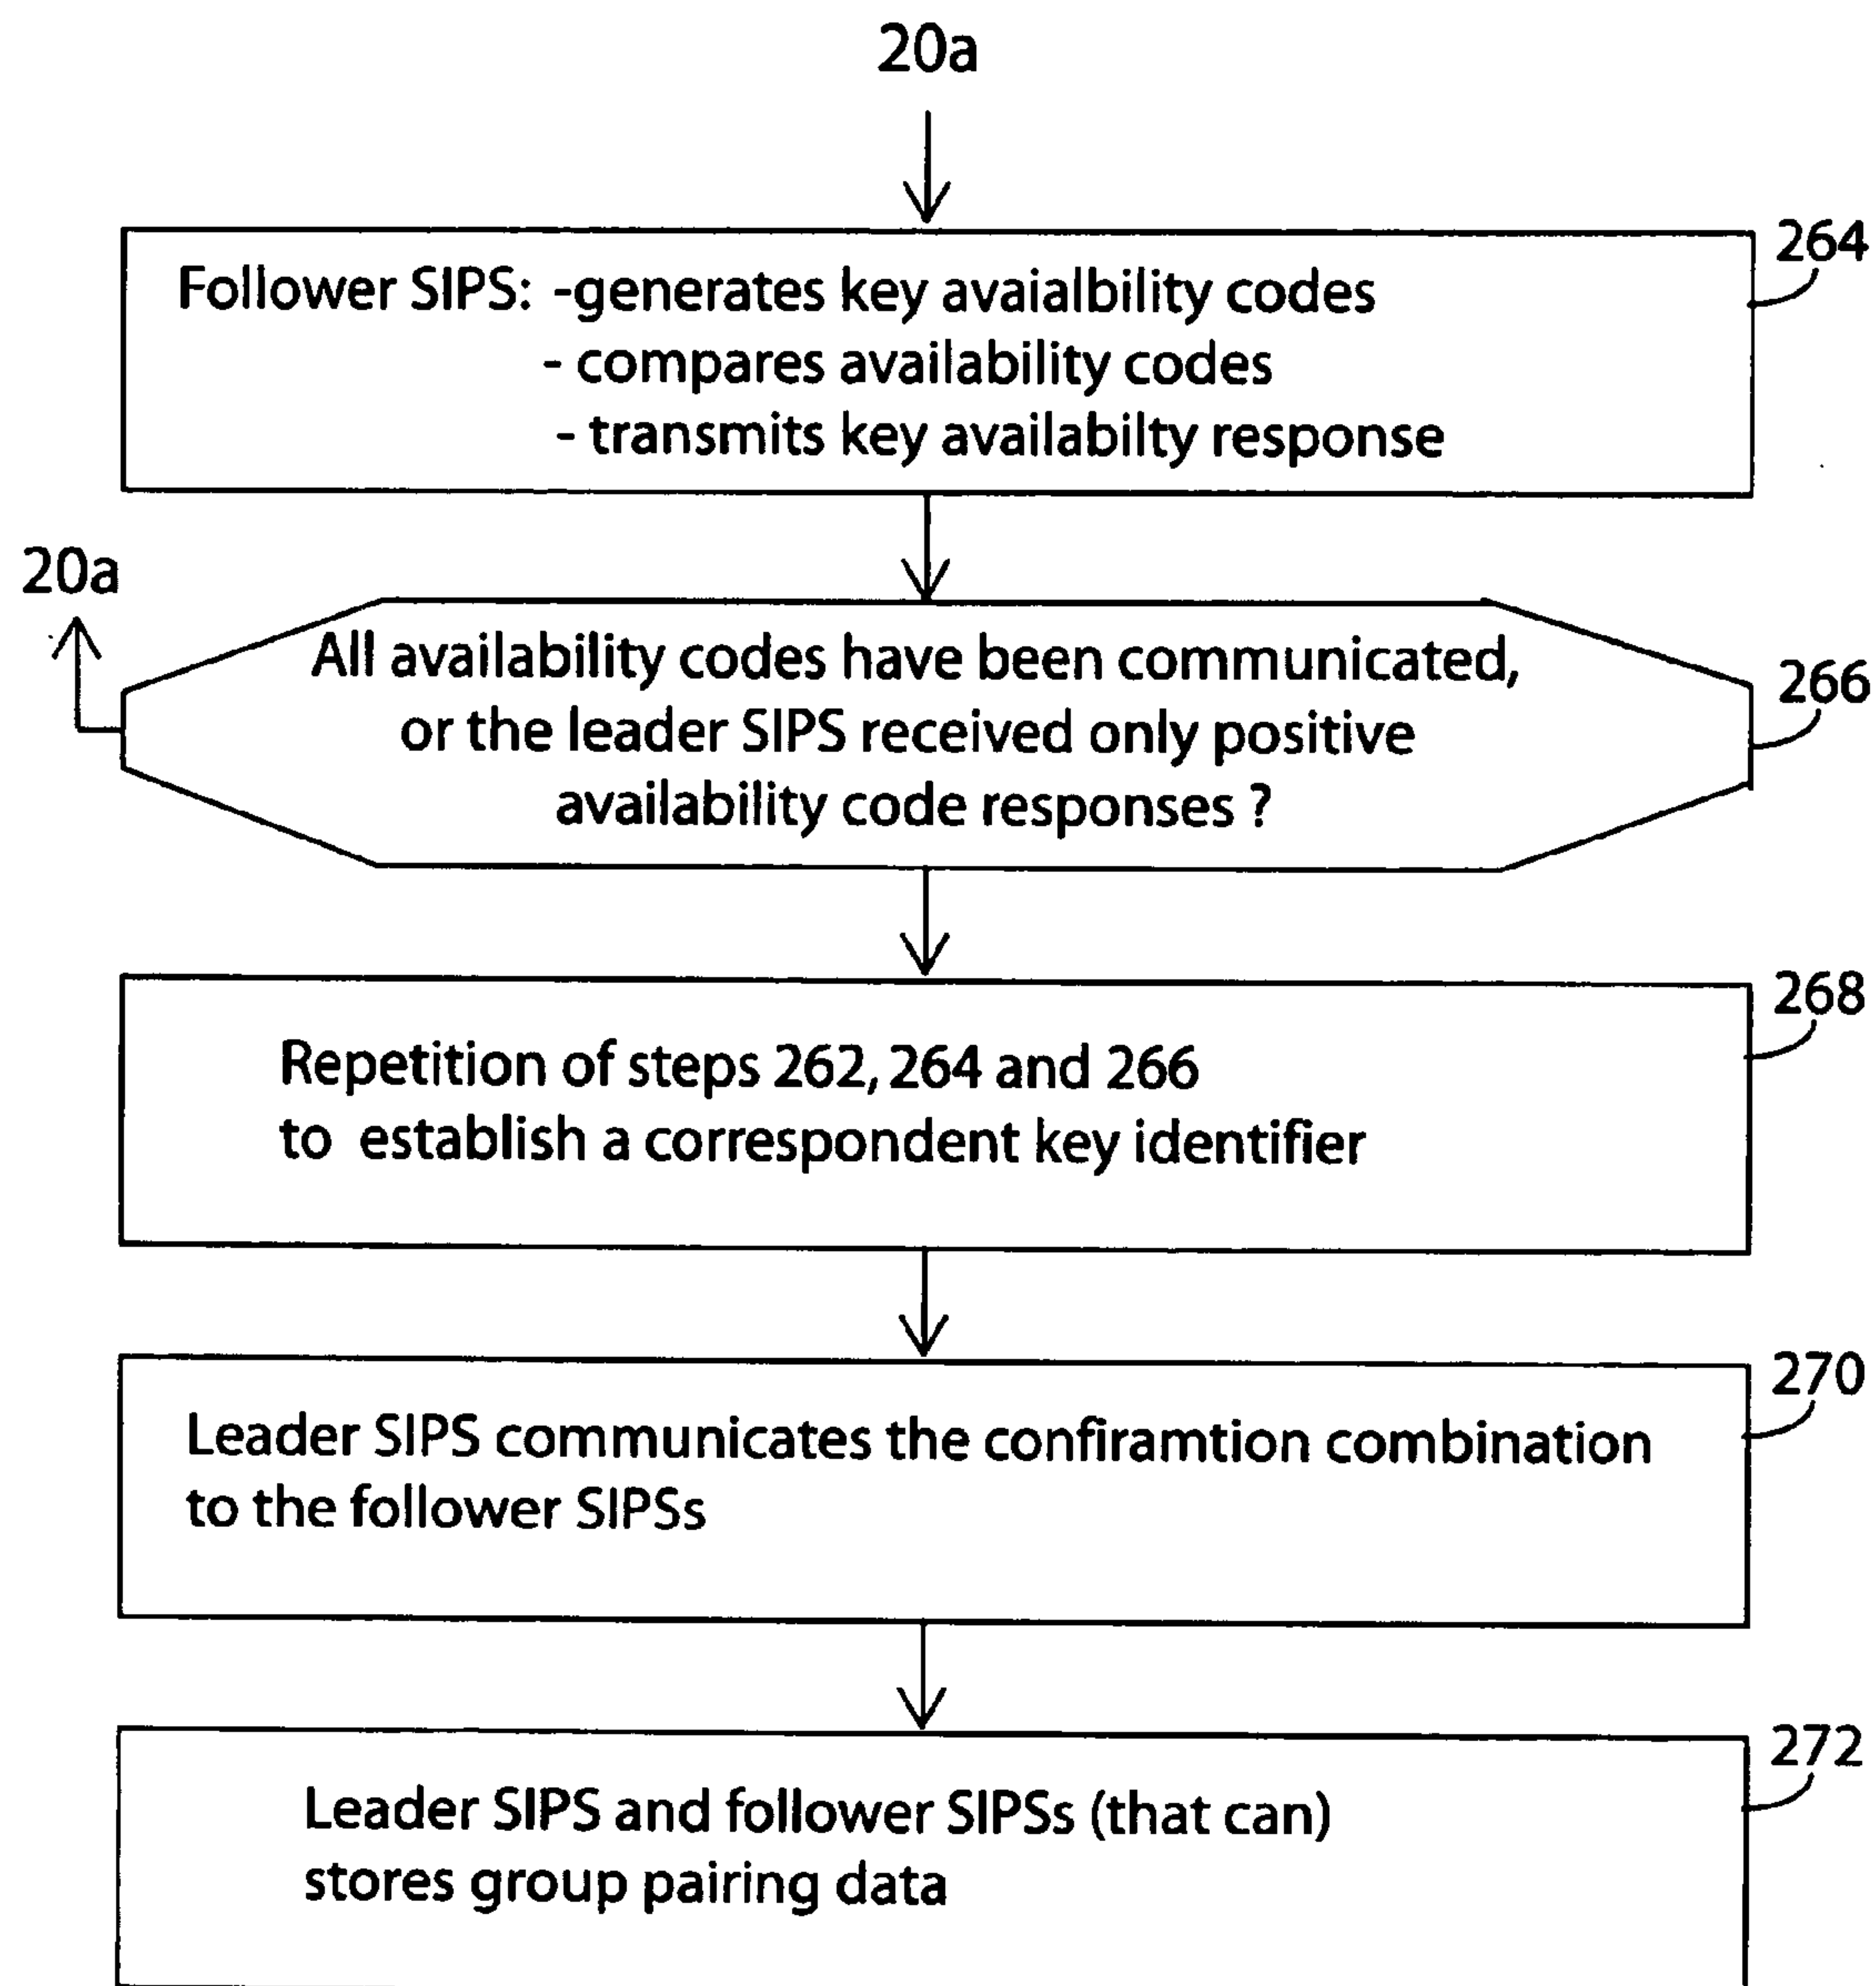 20a
264
Follower SIPS: -generates key avaialbility codes
- compares availability codes
- transmits key availabilty response
20a
266
All availability codes have been communicated,
or the leader SIPS received only positive
availability code responses ?
268
Repetition of steps 262, 264 and 266
to establish a correspondent key identifier
270
Leader SIPS communicates the confiramtion combination
to the follower SIPSs
272
Leader SIPS and follower SIPSs (that can)
stores group pairing data